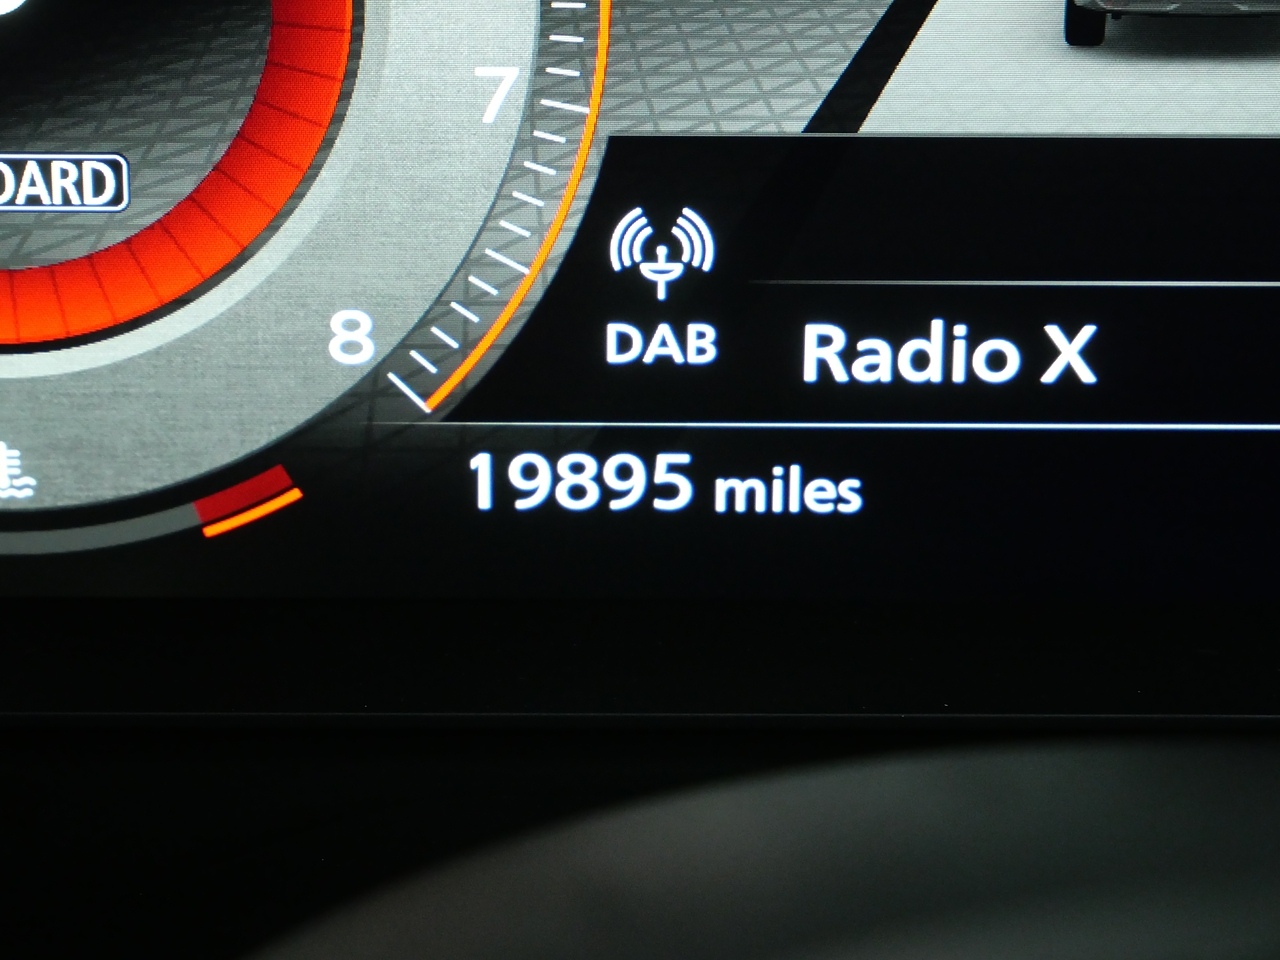 7
DARD
8
DAB
Radio X
19895 miles